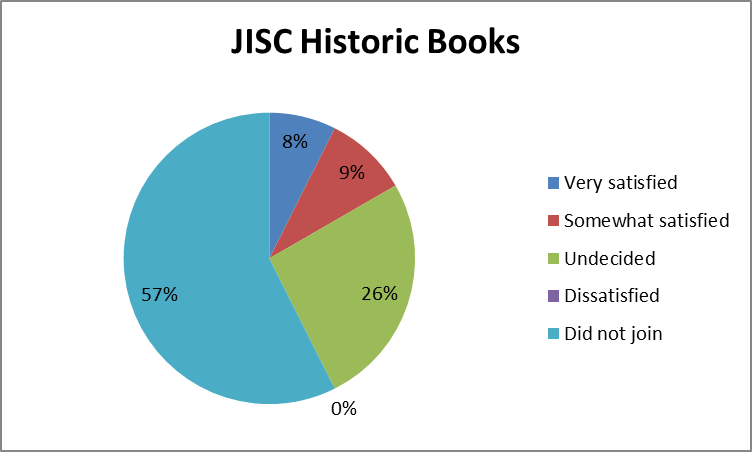 JISC Historic Books
8%
9%
26%
0%
57%
Very satisfied
Somewhat satisfied
Undecided
Dissatisfied
Did not join